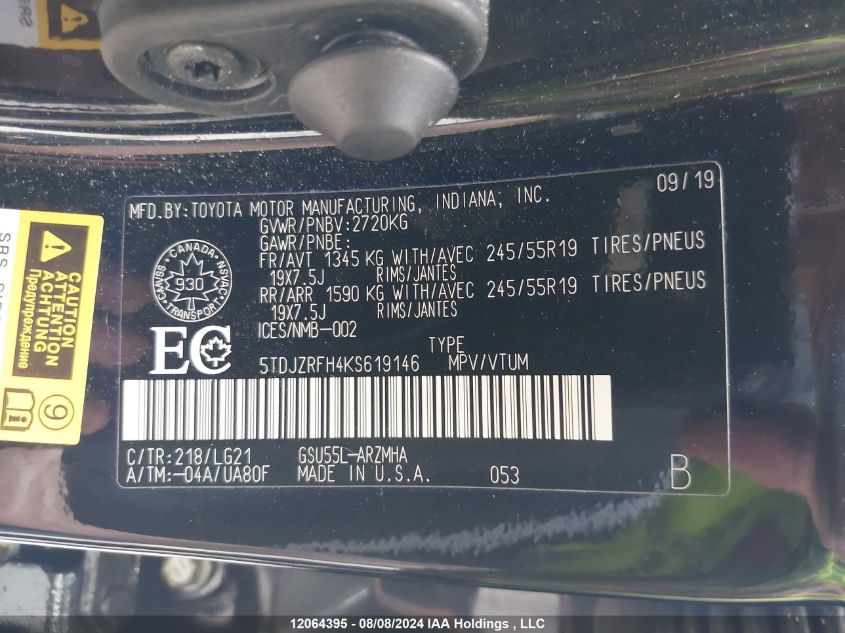 MFD.BY:TOYOTA MOTOR MANUFACTURING, INDIANA, INC. 09/19
GVWR/PNBV:2720KG
GAWR/PNBE:
FR/AVT 1345 KG WITH/AVEC 245/55R19 TIRES/PNEUS
19X7.5J RIMS/JANTES
RR/ARR 1590 KG WITH/AVEC 245/55R19 TIRES/PNEUS
19X7.5J RIMS/JANTES
ICES/NMB-002
TYPE
5TDJZRFH4KS619146 MPV/VTUM
C/TR:218/LG21 GSU55L-ARZMHA
A/TM:-04A/UA80F MADE IN U.S.A. 053 B
CANADA
CMVSS NSVAC
930
TRANSPORT
EC
CAUTION
ATTENTION
ACHTUNG
Предупреждение
9
12064395 - 08/08/2024 IAA Holdings, LLC